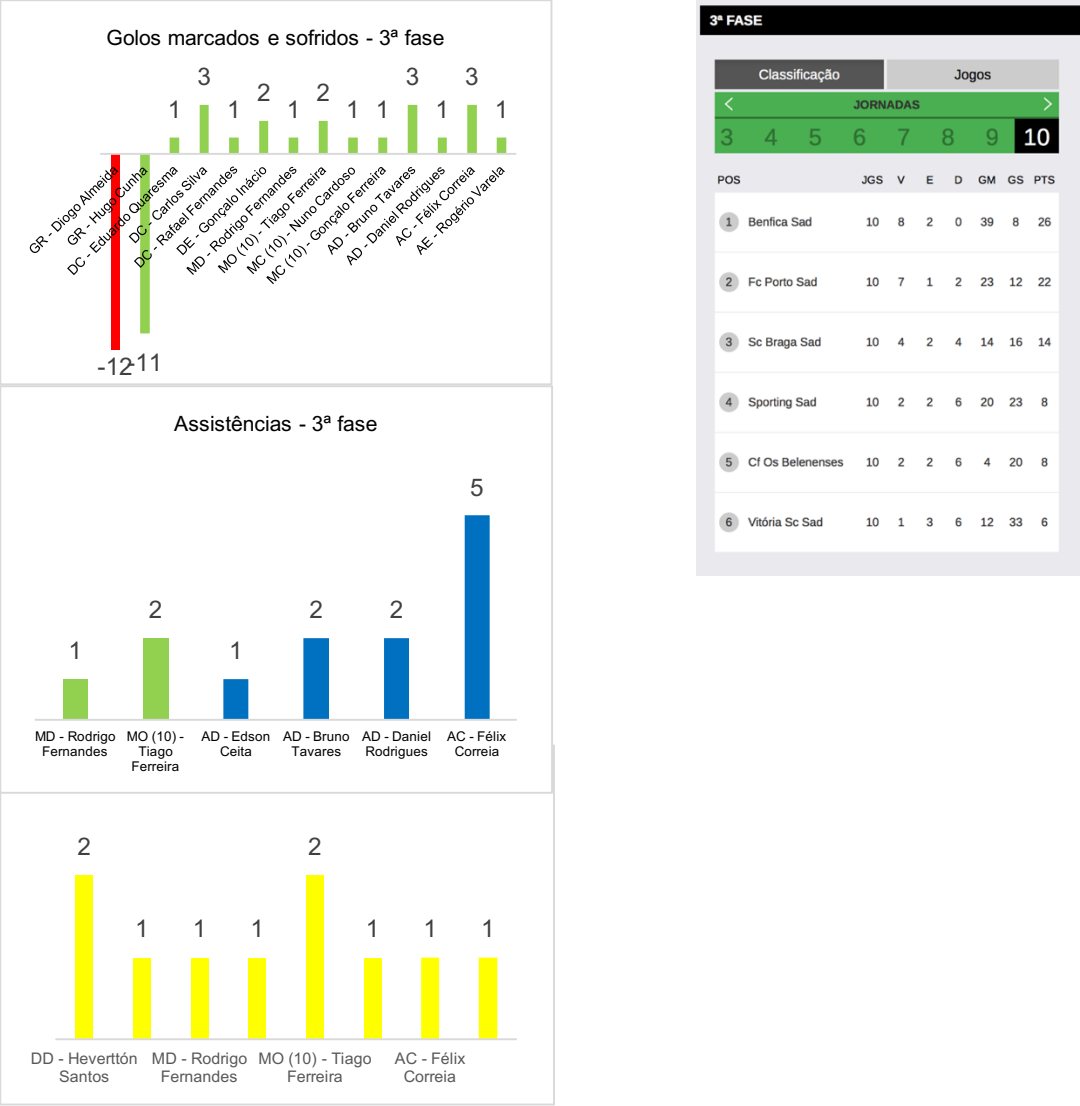 Golos marcados e sofridos - 3ª fase
1
3
1
2
1
2
1
1
3
1
3
1
GR - Diogo Almeida
GR - Hugo Cunha
DC - Eduardo Quaresma
DC - Carlos Silva
DC - Rafael Fernandes
DE - Gonçalo Inácio
MD - Rodrigo Fernandes
MO (10) - Tiago Ferreira
MC (10) - Nuno Cardoso
MC (10) - Gonçalo Ferreira
AD - Bruno Tavares
AD - Daniel Rodrigues
AC - Félix Correia
AE - Rogério Varela
-12
-11
Assistências - 3ª fase
1
2
1
2
2
5
MD - Rodrigo
Fernandes
MO (10) -
Tiago
Ferreira
AD - Edson
Ceita
AD - Bruno
Tavares
AD - Daniel
Rodrigues
AC - Félix
Correia
2
1
1
1
2
1
1
1
DD - Heverttón
Santos
MD - Rodrigo
Fernandes
MO (10) - Tiago
Ferreira
AC - Félix
Correia
3ª FASE
Classificação Jogos
JORNADAS
3 4 5 6 7 8 9 10
POS JGS V E D GM GS PTS
1 Benfica Sad 10 8 2 0 39 8 26
2 Fc Porto Sad 10 7 1 2 23 12 22
3 Sc Braga Sad 10 4 2 4 14 16 14
4 Sporting Sad 10 2 2 6 20 23 8
5 Cf Os Belenenses 10 2 2 6 4 20 8
6 Vitória Sc Sad 10 1 3 6 12 33 6